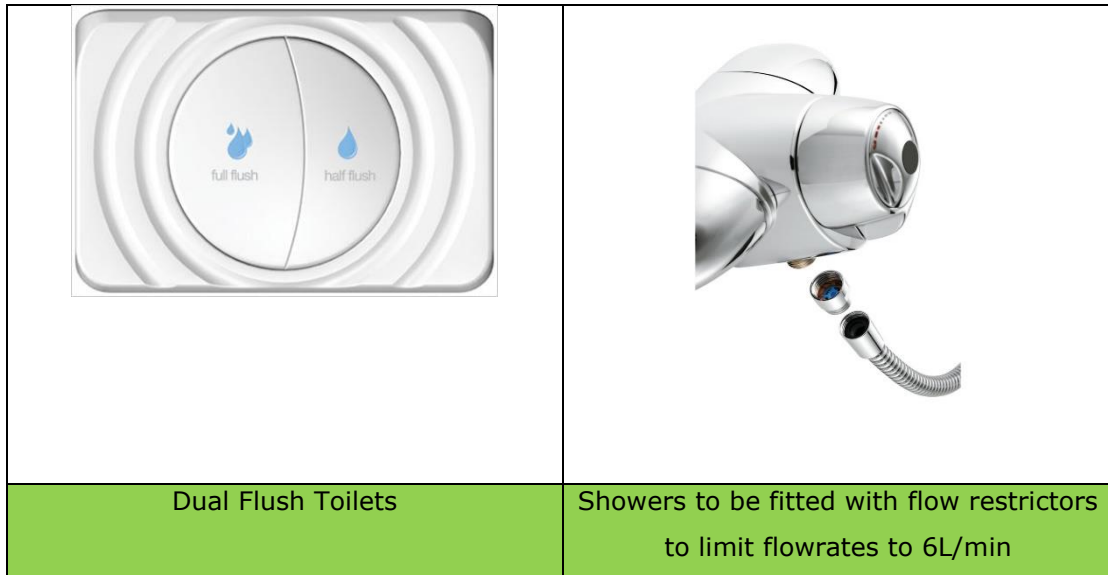 full flush
half flush
Dual Flush Toilets
Showers to be fitted with flow restrictors
to limit flowrates to 6L/min